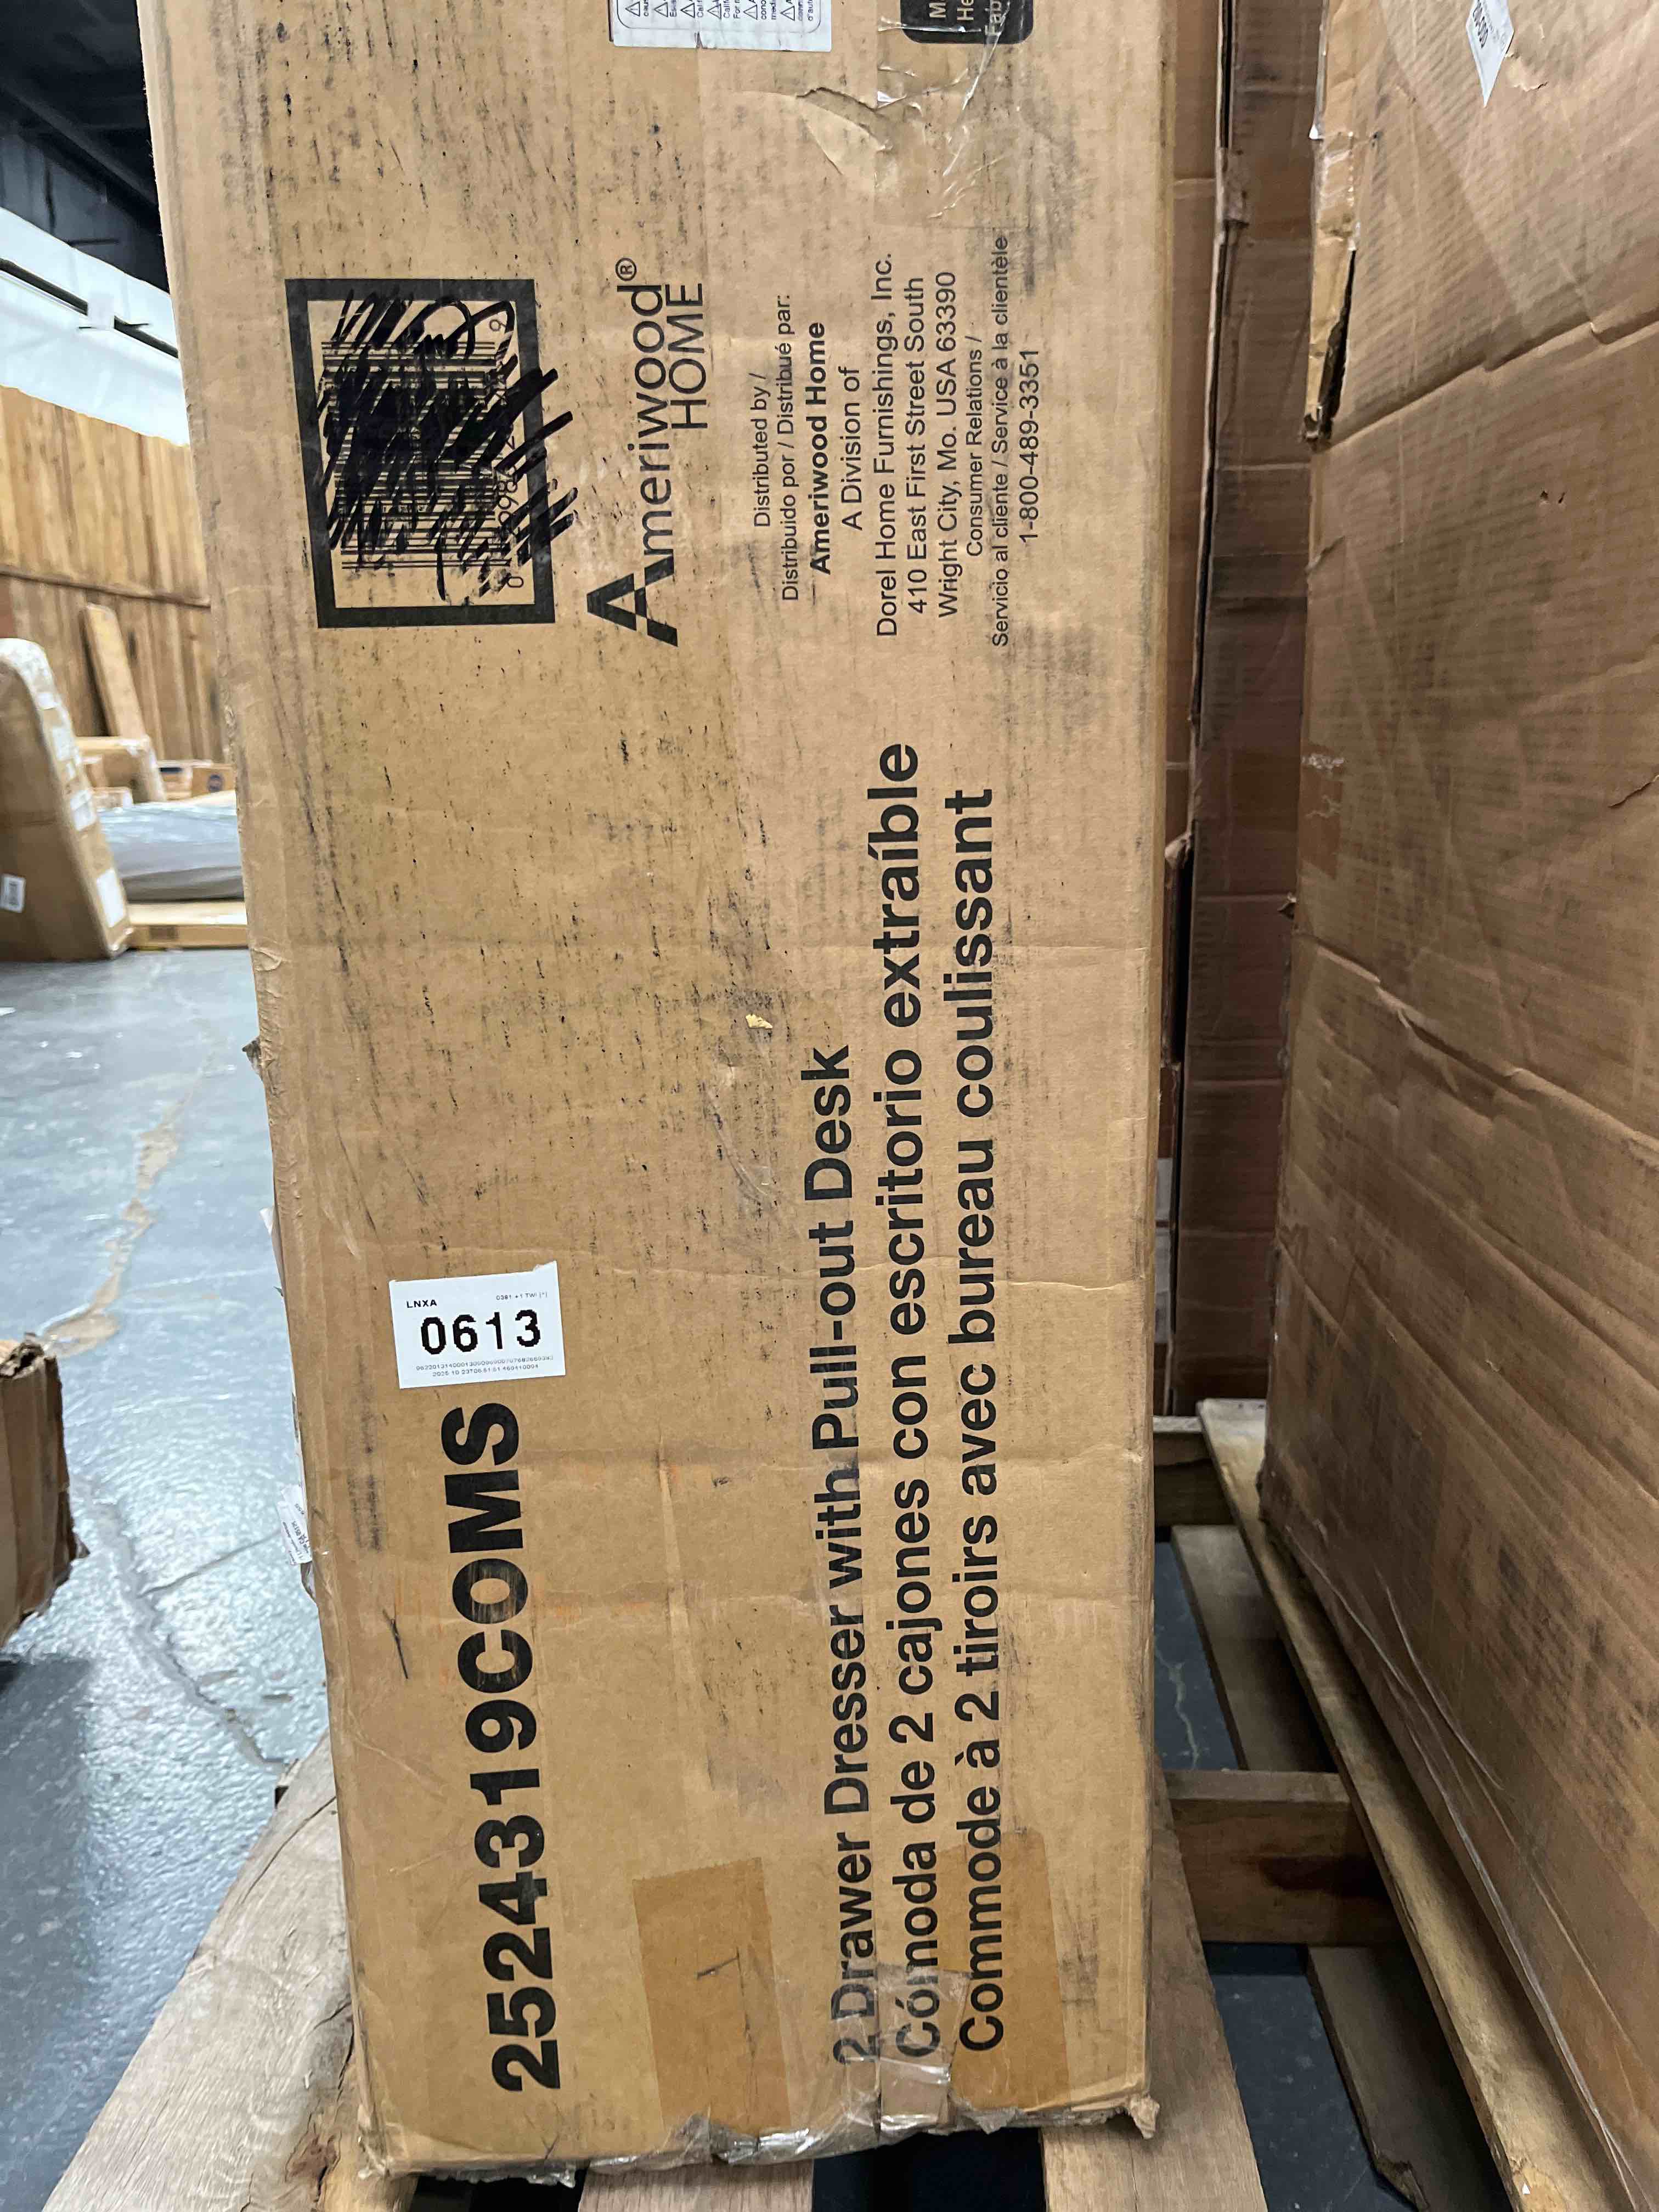 2524319COMS
LNXA
0613
2 Drawer Dresser with Pull-out Desk
Cómoda de 2 cajones con escritorio extraíble
Commode à 2 tiroirs avec bureau coulissant
Ameriwood®
HOME
Distributed by /
Distribuido por / Distribué par:
Ameriwood Home
A Division of
Dorel Home Furnishings, Inc.
410 East First Street South
Wright City, Mo. USA 63390
Consumer Relations /
Servicio al cliente / Service à la clientèle
1-800-489-3351